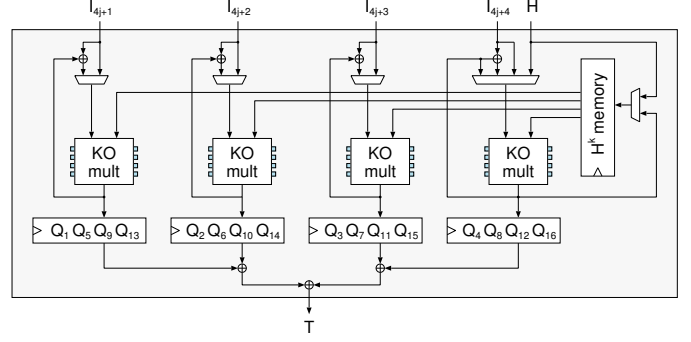 I4j+1 I4j+2 I4j+3 I4j+4 H
Hk memory
KO mult
KO mult
KO mult
KO mult
Q1 Q5 Q9 Q13
Q2 Q6 Q10 Q14
Q3 Q7 Q11 Q15
Q4 Q8 Q12 Q16
T